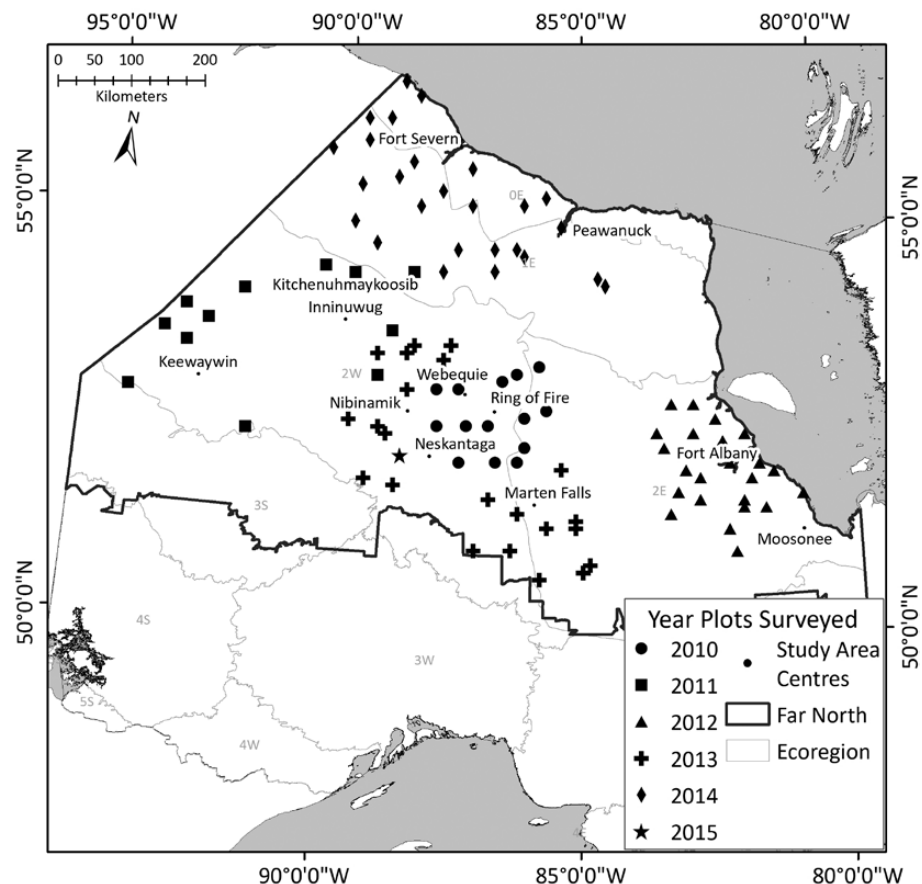 95°0'0"W
90°0'0"W
85°0'0"W
80°0'0"W
0 50 100 200
Kilometers
N
Fort Severn
55°0'0"N
55°0'0"N
0E
Peawanuck
1E
Kitchenuhmaykoosib
Inninuwug
Keewaywin
2W
Webequie
Nibinamik
Ring of Fire
Neskantaga
Fort Albany
Marten Falls
2E
3S
Moosonee
50°0'0"N
50°0'0"N
4S
3W
5S
4W
Year Plots Surveyed
2010
2011
2012
2013
2014
2015
Study Area
Centres
Far North
Ecoregion
90°0'0"W
85°0'0"W
80°0'0"W